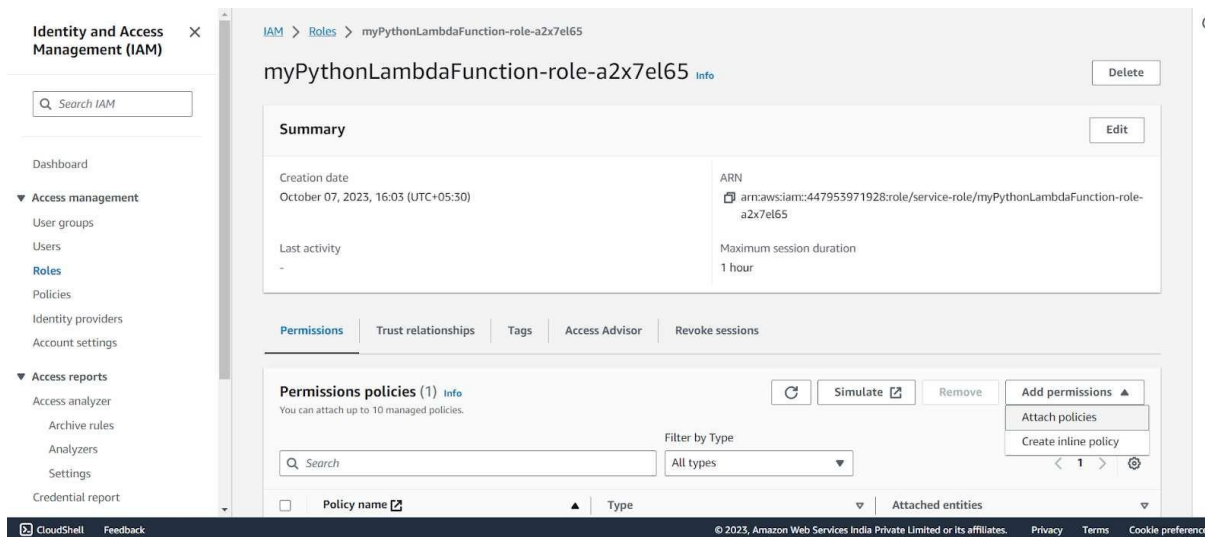 Identity and Access
Management (IAM)
Search IAM
Dashboard
Access management
User groups
Users
Roles
Policies
Identity providers
Account settings
Access reports
Access analyzer
Archive rules
Analyzers
Settings
Credential report
IAM > Roles > myPythonLambdaFunction-role-a2x7el65
myPythonLambdaFunction-role-a2x7el65 Info
Delete
Summary
Edit
Creation date
October 07, 2023, 16:03 (UTC+05:30)
ARN
arn:aws:iam::447953971928:role/service-role/myPythonLambdaFunction-role-
a2x7el65
Last activity
-
Maximum session duration
1 hour
Permissions
Trust relationships
Tags
Access Advisor
Revoke sessions
Permissions policies (1) Info
You can attach up to 10 managed policies.
Simulate
Remove
Add permissions
Attach policies
Create inline policy
Filter by Type
Search
All types
< 1 >
Policy name
Type
Attached entities
CloudShell Feedback
© 2023, Amazon Web Services India Private Limited or its affiliates. Privacy Terms Cookie preference